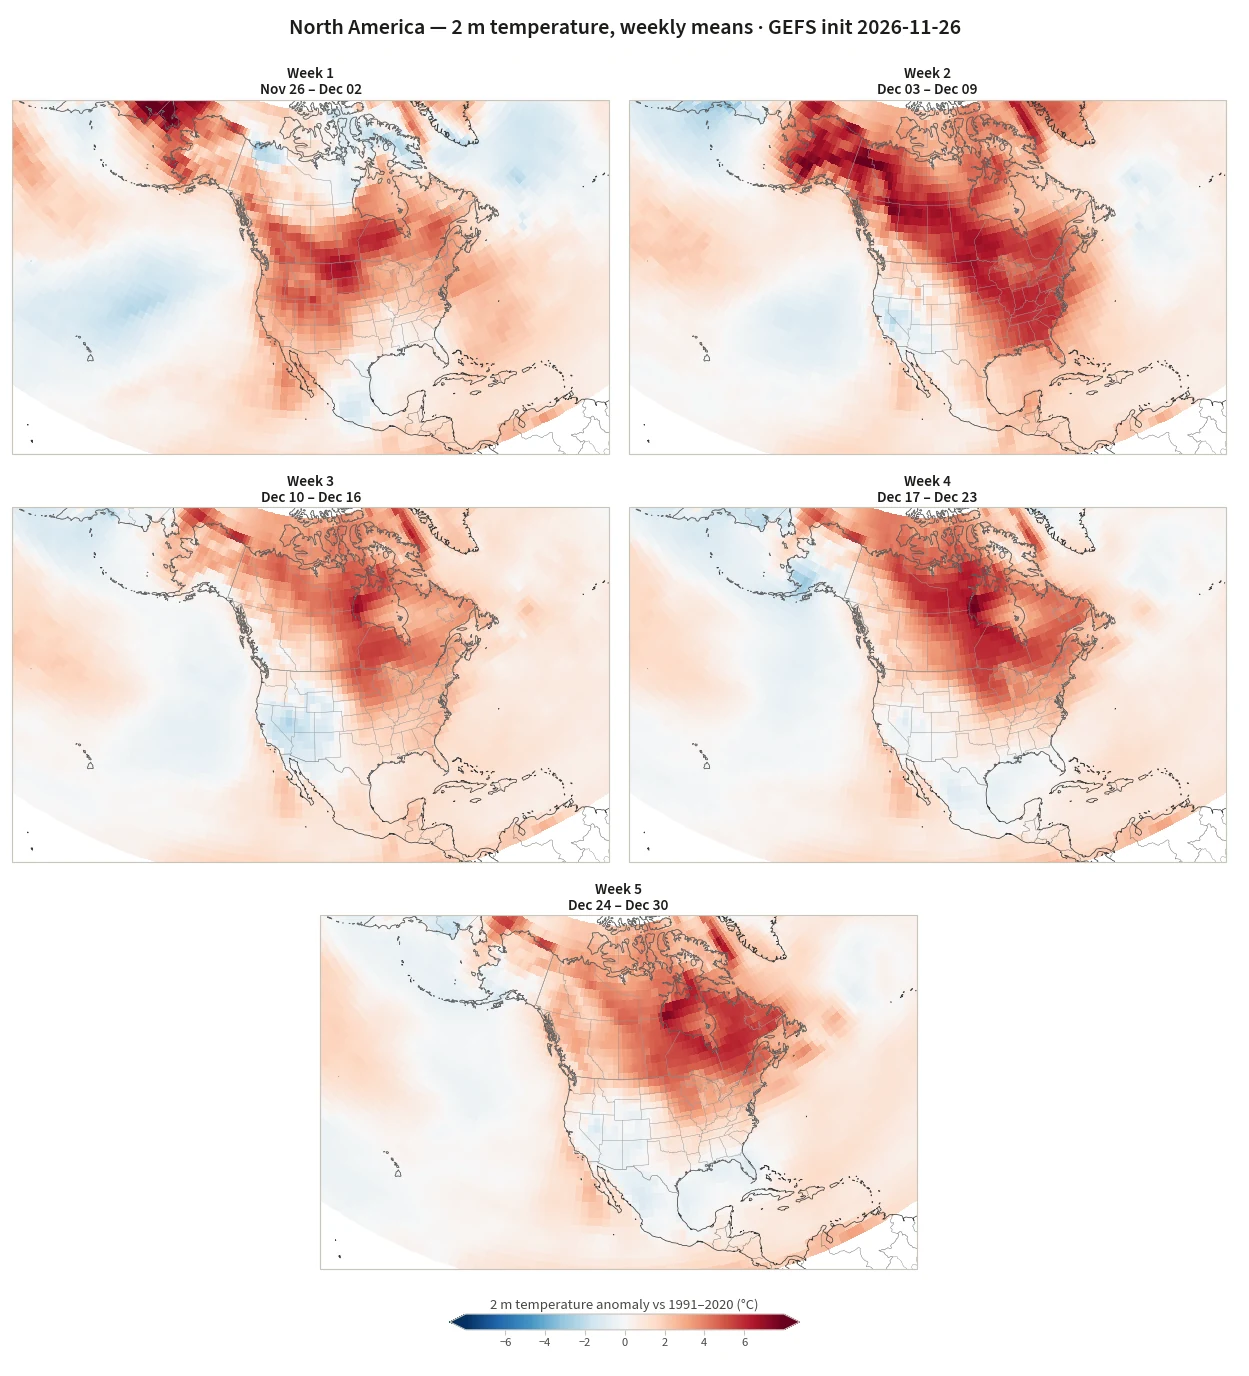 North America — 2 m temperature, weekly means · GEFS init 2026-11-26
Week 1
Nov 26 – Dec 02
Week 2
Dec 03 – Dec 09
Week 3
Dec 10 – Dec 16
Week 4
Dec 17 – Dec 23
Week 5
Dec 24 – Dec 30
2 m temperature anomaly vs 1991–2020 (°C)
−6 −4 −2 0 2 4 6